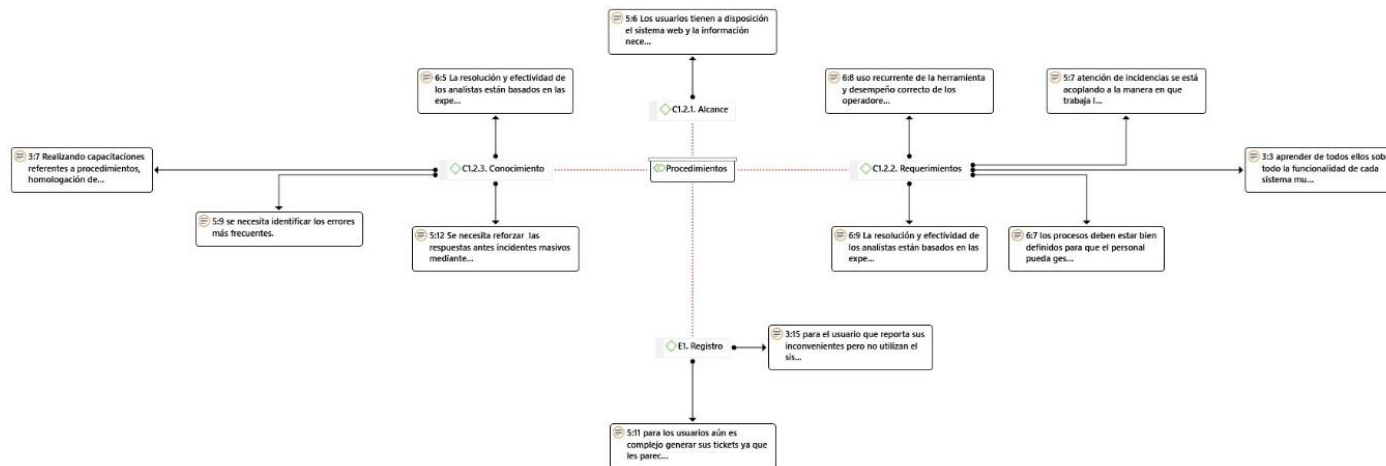 5:6 Los usuarios tienen a disposición
el sistema web y la información
nece...
6:5 La resolución y efectividad de
los analistas están basados en las
expe...
6:8 uso recurrente de la herramienta
y desempeño correcto de los
operadore...
5:7 atención de incidencias se está
acoplando a la manera en que
trabaja l...
C1.2.1. Alcance
3:7 Realizando capacitaciones
referentes a procedimientos,
homologación de...
C1.2.3. Conocimiento
Procedimientos
C1.2.2. Requerimientos
3:3 aprender de todos ellos sob
todo la funcionalidad de cada
sistema mu...
5:9 se necesita identificar los errores
más frecuentes.
5:12 Se necesita reforzar las
respuestas antes incidentes masivos
mediante...
6:9 La resolución y efectividad de
los analistas están basados en las
expe...
6:7 los procesos deben estar bien
definidos para que el personal
pueda ges...
E1. Registro
3:15 para el usuario que reporta sus
inconvenientes pero no utilizan el
sis...
5:11 para los usuarios aún es
complejo generar sus tickets ya que
les parec...